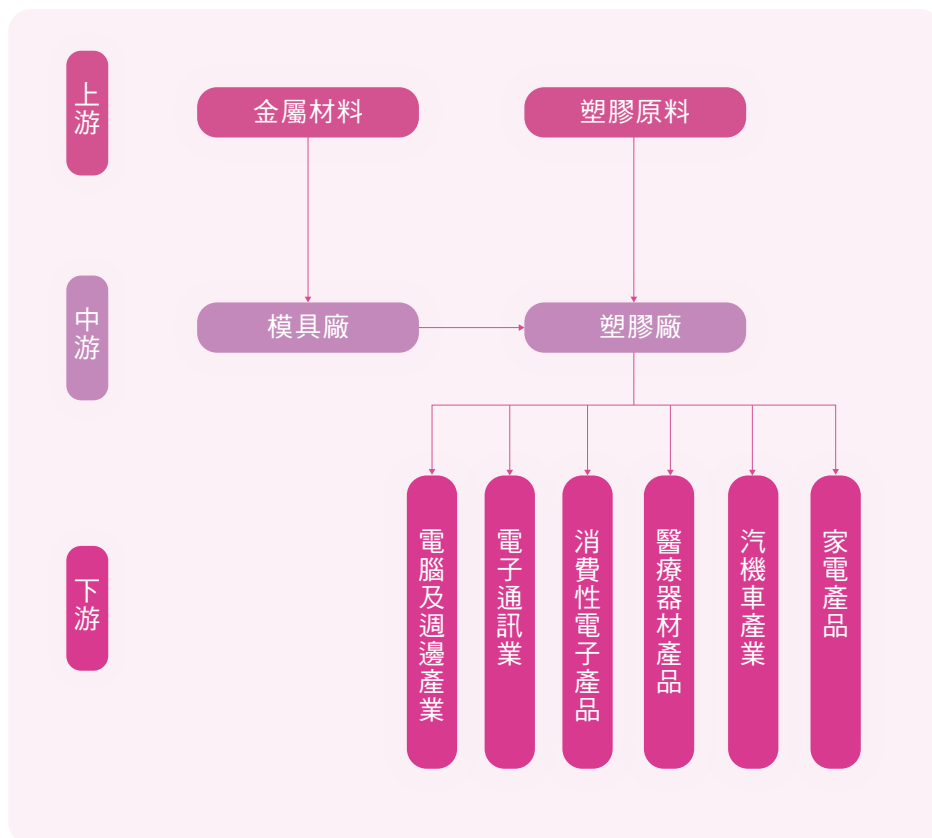 上游
金屬材料
塑膠原料
中游
模具廠
塑膠廠
下游
電腦及週邊產業
電子通訊業
消費性電子產品
醫療器材產品
汽機車產業
家電產品